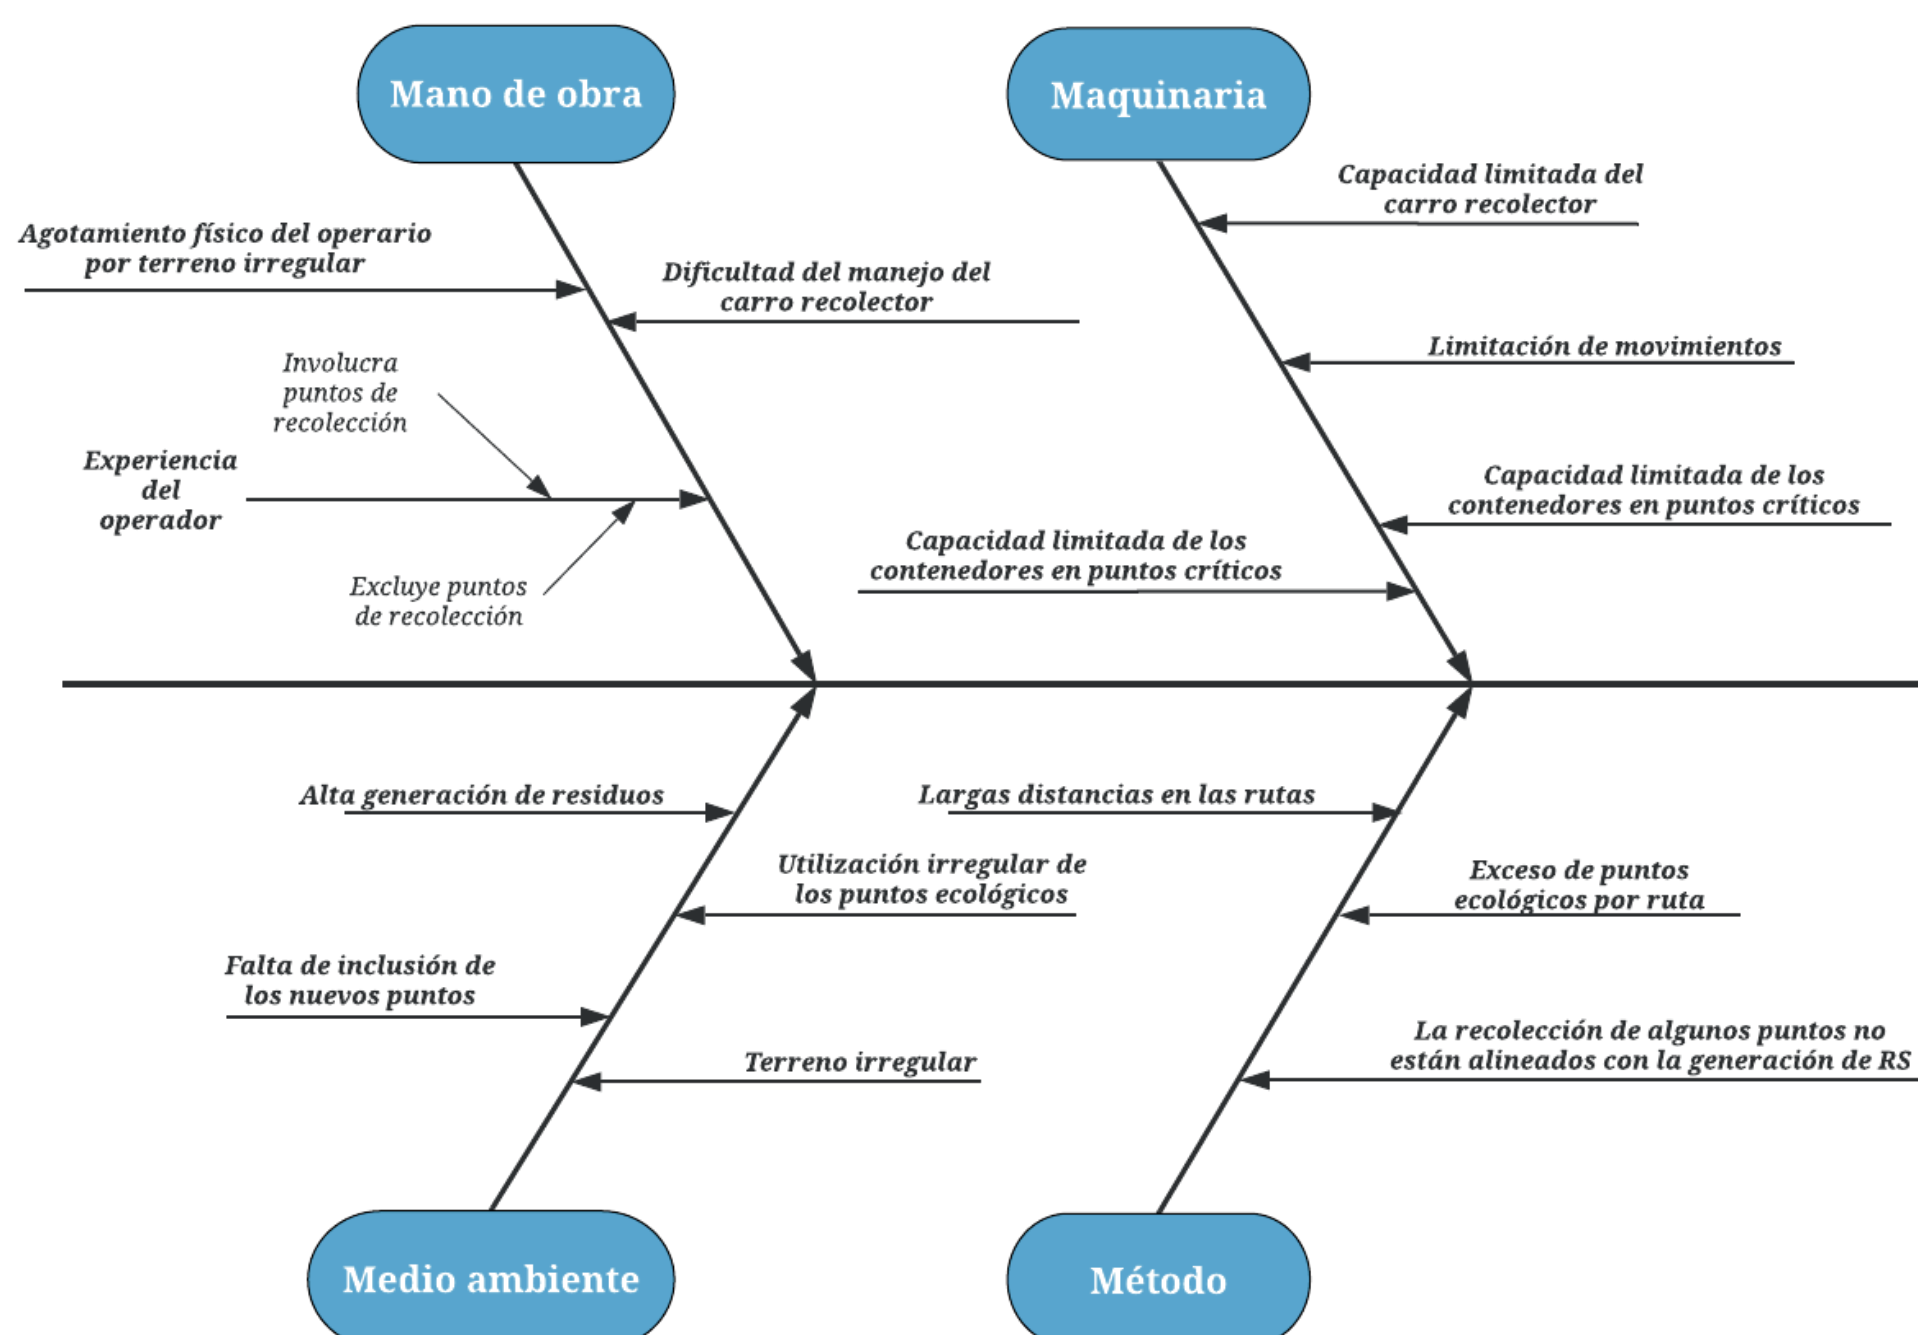 Mano de obra
Maquinaria
Capacidad limitada del
carro recolector
Agotamiento físico del operario
por terreno irregular
Dificultad del manejo del
carro recolector
Involucra
puntos de
recolección
Limitación de movimientos
Experiencia
del
operador
Capacidad limitada de los
contenedores en puntos críticos
Capacidad limitada de los
contenedores en puntos críticos
Excluye puntos
de recolección
Alta generación de residuos
Largas distancias en las rutas
Utilización irregular de
los puntos ecológicos
Exceso de puntos
ecológicos por ruta
Falta de inclusión de
los nuevos puntos
Terreno irregular
La recolección de algunos puntos no
están alineados con la generación de RS
Medio ambiente
Método